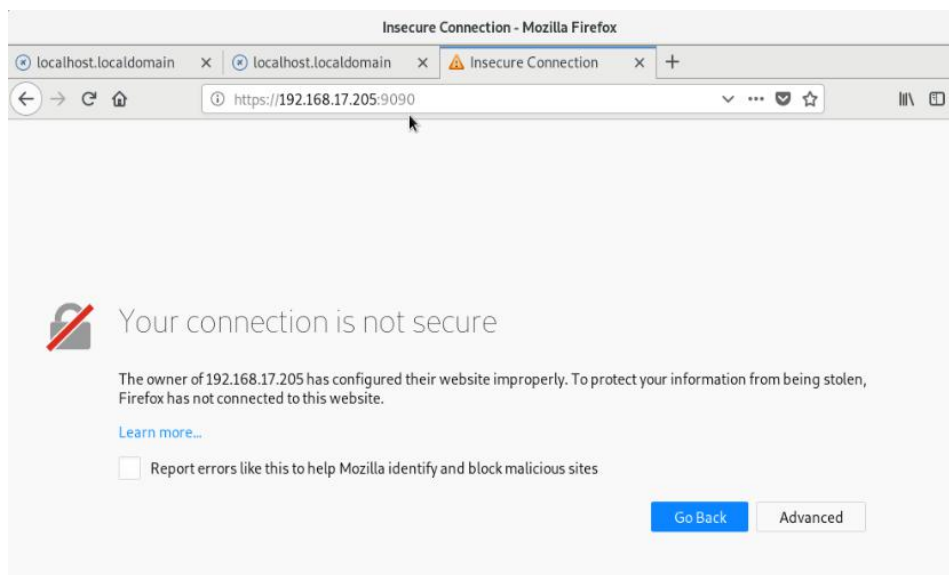 Insecure Connection - Mozilla Firefox
localhost.localdomain localhost.localdomain Insecure Connection
https://192.168.17.205:9090
Your connection is not secure
The owner of 192.168.17.205 has configured their website improperly. To protect your information from being stolen,
Firefox has not connected to this website.
Learn more...
Report errors like this to help Mozilla identify and block malicious sites
Go Back Advanced